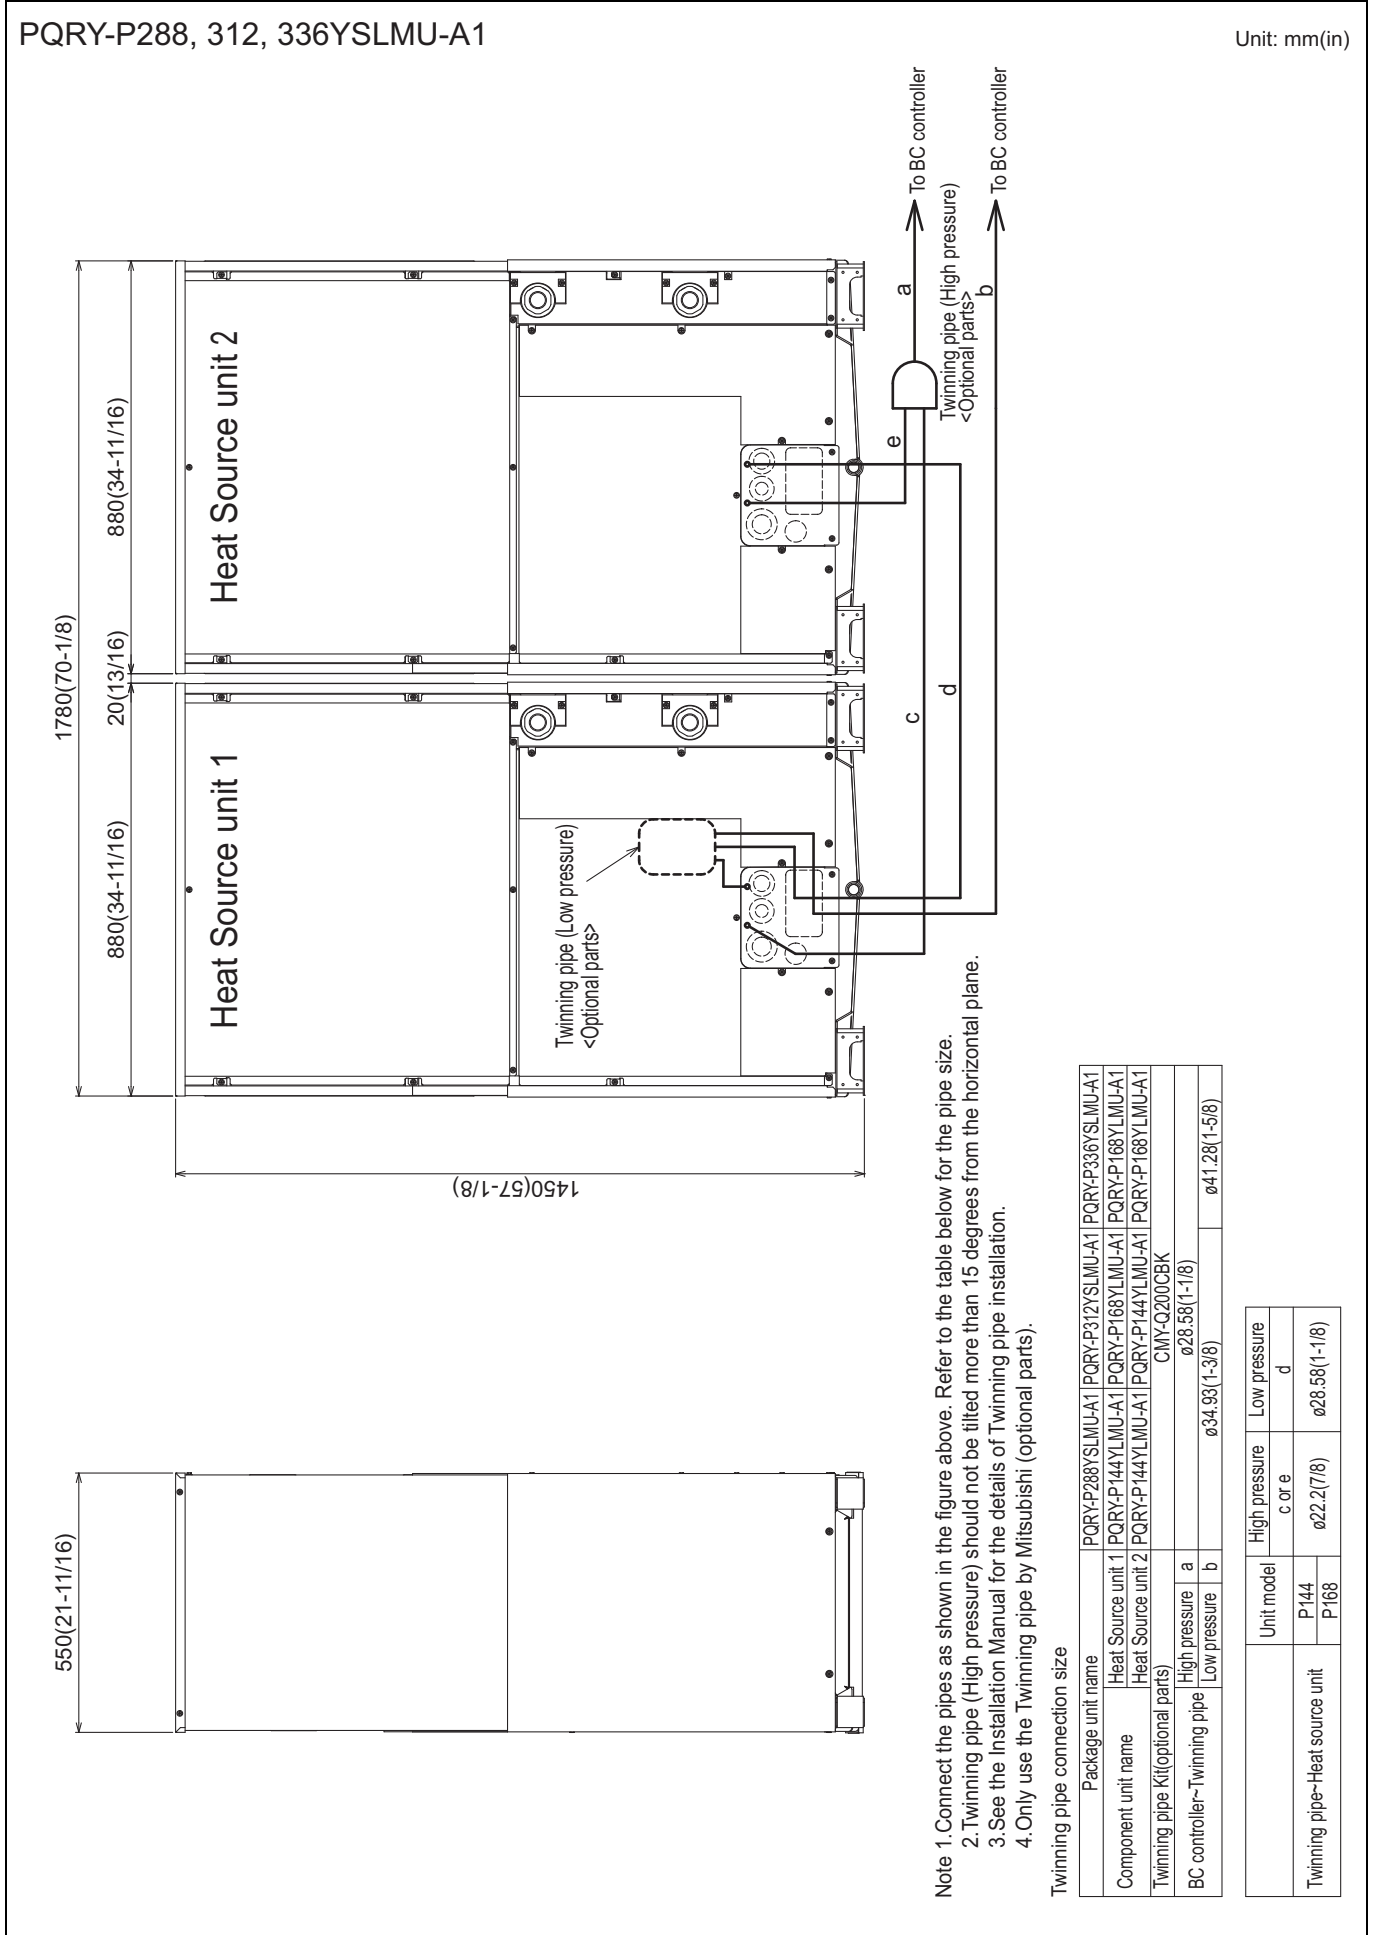 PQRY-P288, 312, 336YSLMU-A1
Unit: mm(in)
550(21-11/16)
1450(57-1/8)
1780(70-1/8)
880(34-11/16)
20(13/16)
880(34-11/16)
Heat Source unit 1
Heat Source unit 2
Twinning pipe (Low pressure)
<Optional parts>
c
d
e
a
To BC controller
Twinning pipe (High pressure)
<Optional parts>
b
To BC controller
Note 1.Connect the pipes as shown in the figure above. Refer to the table below for the pipe size.
2.Twinning pipe (High pressure) should not be tilted more than 15 degrees from the horizontal plane.
3.See the Installation Manual for the details of Twinning pipe installation.
4.Only use the Twinning pipe by Mitsubishi (optional parts).
Twinning pipe connection size
Package unit name PQRY-P288YSLMU-A1 PQRY-P312YSLMU-A1 PQRY-P336YSLMU-A1
Component unit name Heat Source unit 1 PQRY-P144YLMU-A1 PQRY-P168YLMU-A1 PQRY-P168YLMU-A1
Heat Source unit 2 PQRY-P144YLMU-A1 PQRY-P144YLMU-A1 PQRY-P168YLMU-A1
Twinning pipe Kit(optional parts) CMY-Q200CBK
BC controller~Twinning pipe High pressure a ø28.58(1-1/8)
Low pressure b ø34.93(1-3/8) ø41.28(1-5/8)
Unit model High pressure Low pressure
c or e d
Twinning pipe~Heat source unit P144 ø22.2(7/8) ø28.58(1-1/8)
P168